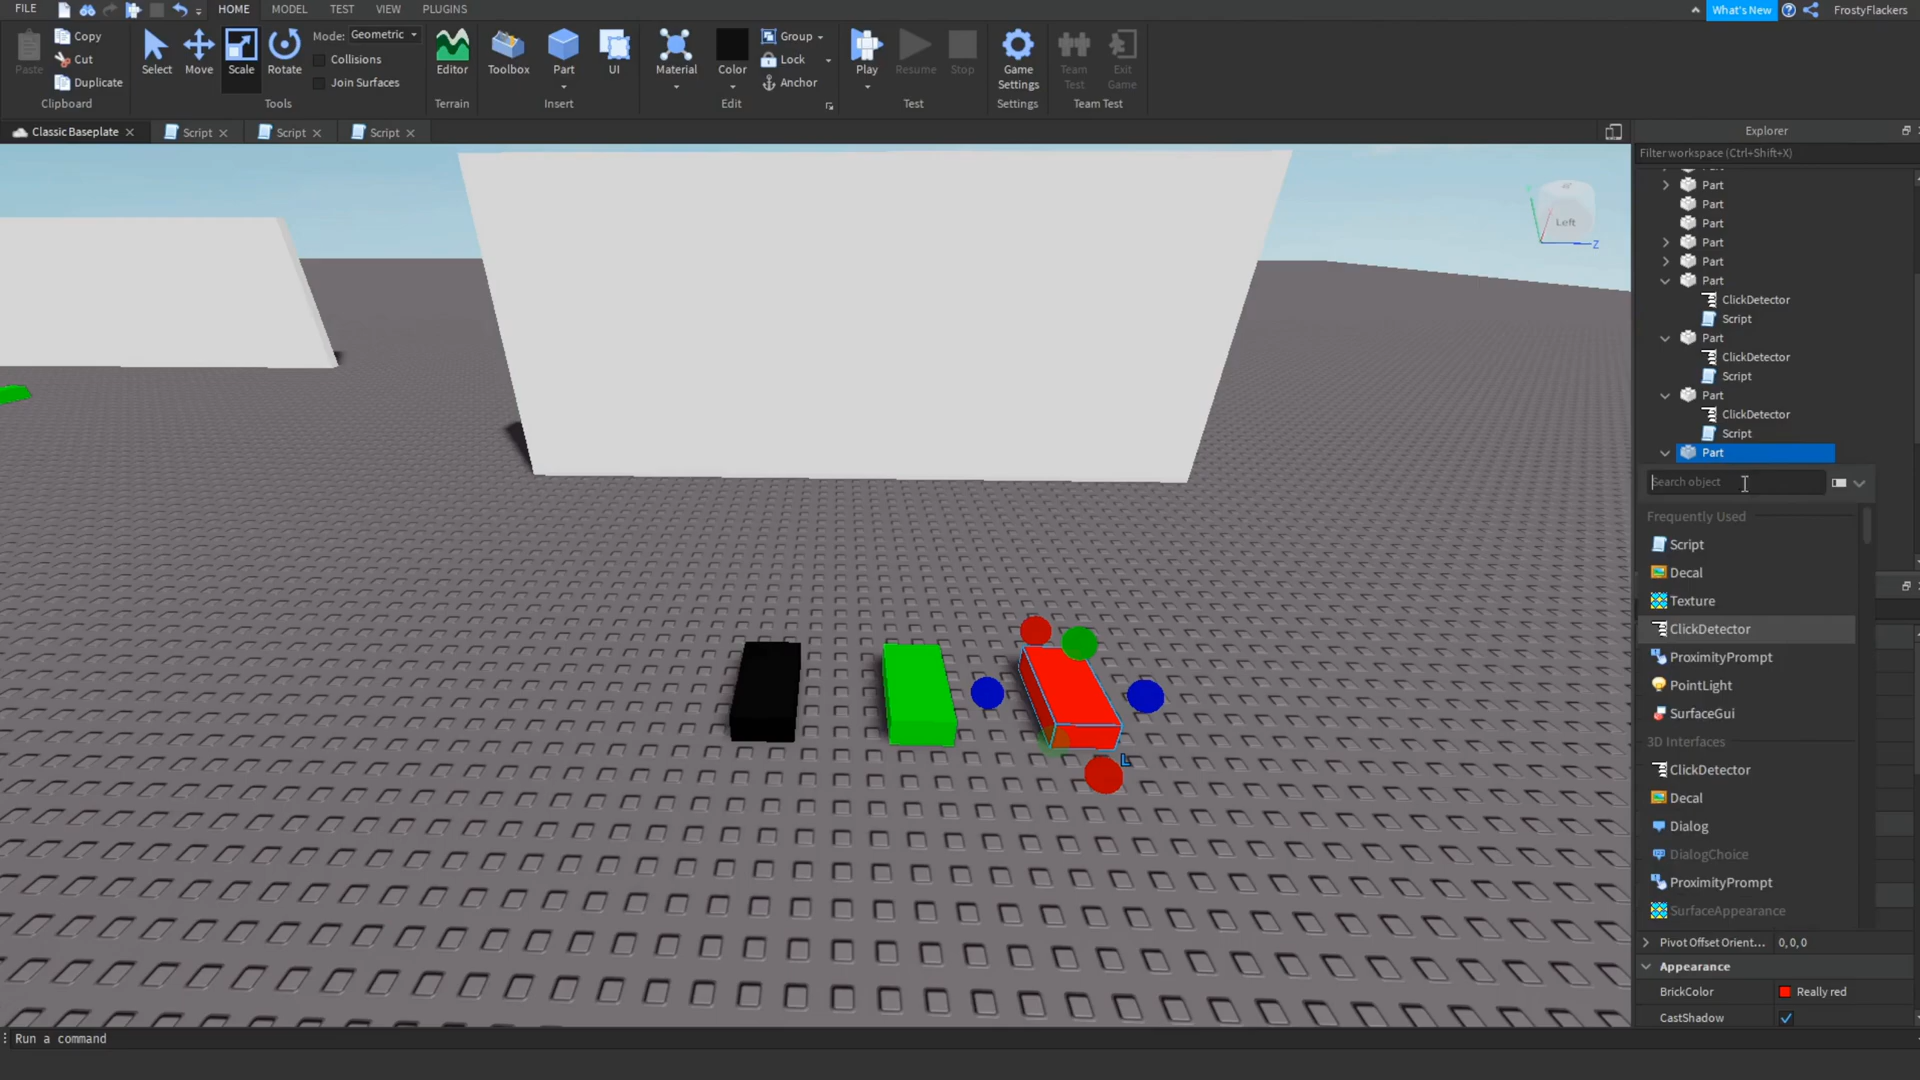 FILE HOME MODEL TEST VIEW PLUGINS What's New FrostyFlackers
Paste Copy Cut Duplicate Clipboard
Select Move Scale Rotate Mode: Geometric Collisions Join Surfaces Tools
Editor Terrain
Toolbox Part UI Insert
Material Color Group Lock Anchor Edit
Play Resume Stop Test
Game Settings Settings
Team Test Exit Game Team Test
Classic Baseplate Script Script Script
Explorer
Filter workspace (Ctrl+Shift+X)
Part
Part
Part
Part
Part
Part
ClickDetector
Script
Part
ClickDetector
Script
Part
ClickDetector
Script
Part
Search object
Frequently Used
Script
Decal
Texture
ClickDetector
ProximityPrompt
PointLight
SurfaceGui
3D Interfaces
ClickDetector
Decal
Dialog
DialogChoice
ProximityPrompt
SurfaceAppearance
Pivot Offset Orient... 0, 0, 0
Appearance
BrickColor Really red
CastShadow
Left
Z
L
Run a command